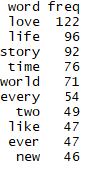 word freq
love 122
life 96
story 92
time 76
world 71
every 54
two 49
like 47
ever 47
new 46